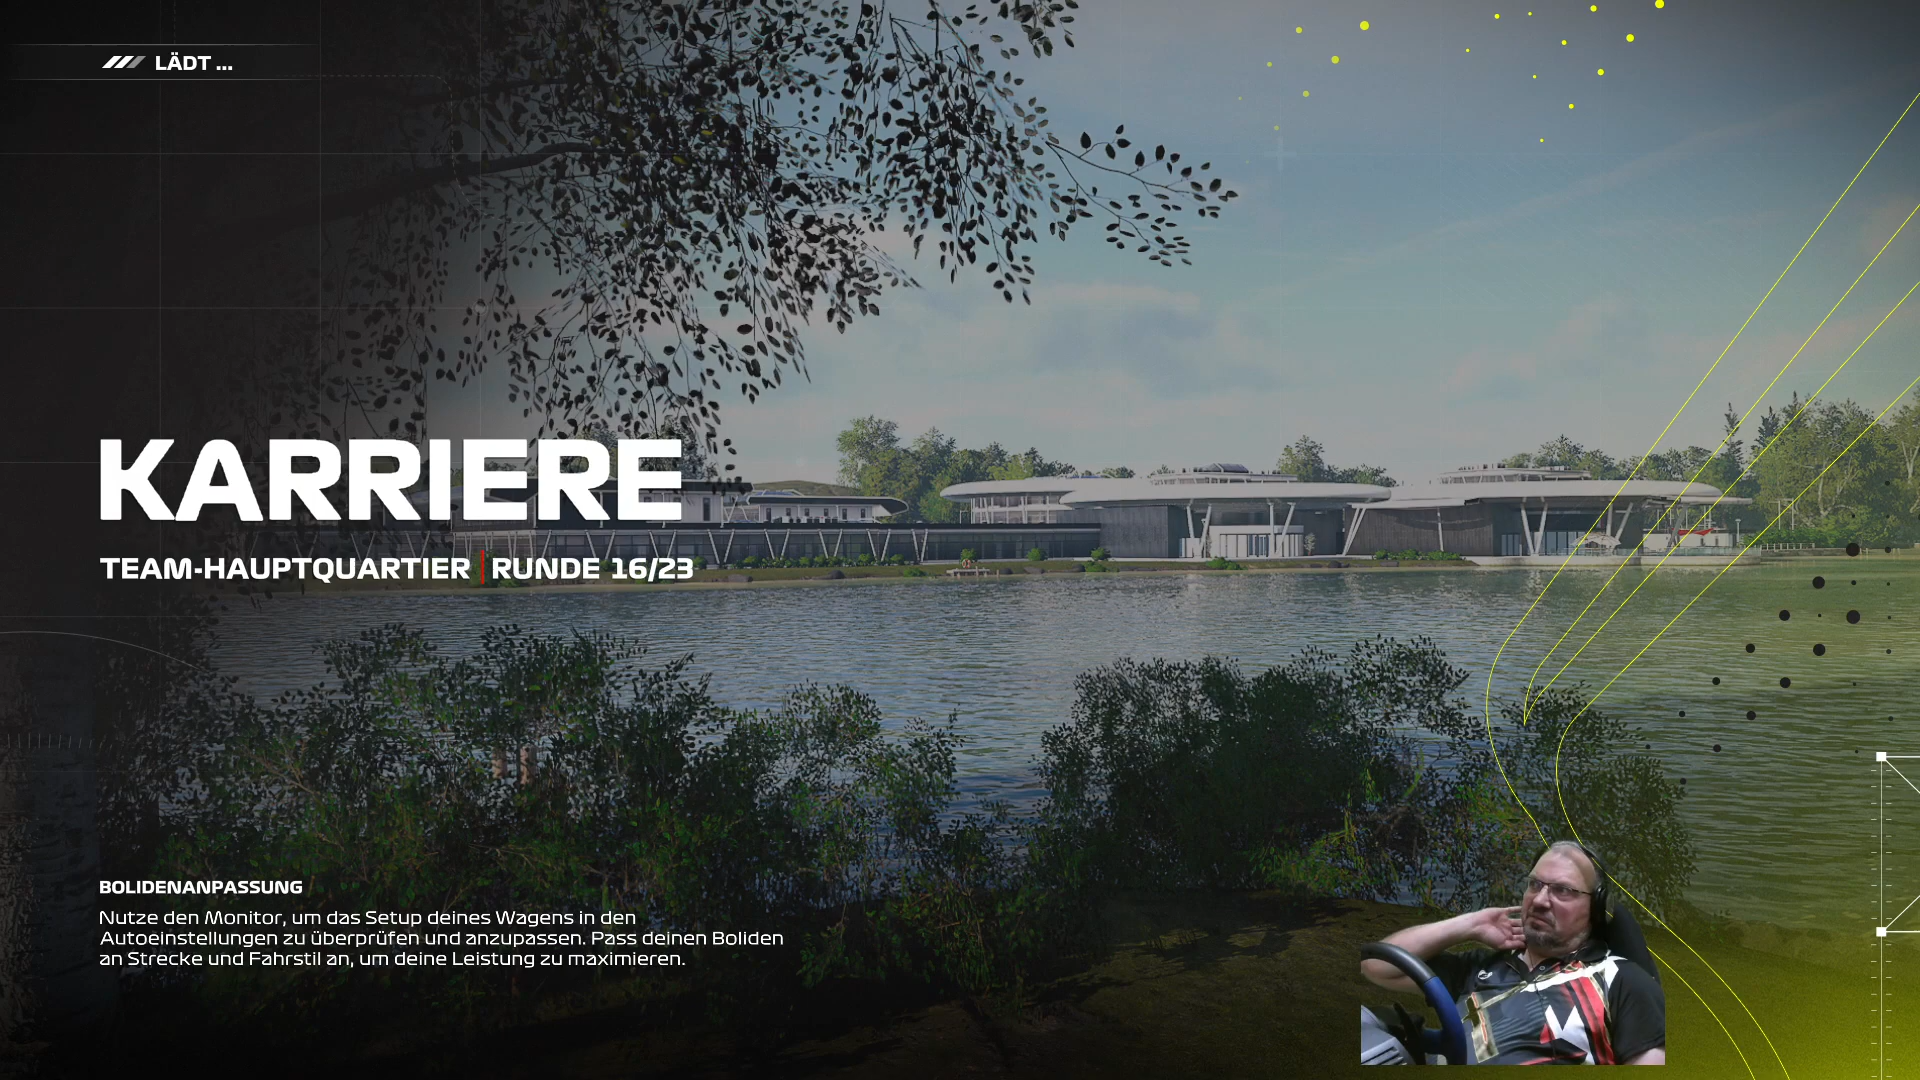 LÄDT ...
KARRIERE
TEAM-HAUPTQUARTIER | RUNDE 16/23
BOLIDENANPASSUNG
Nutze den Monitor, um das Setup deines Wagens in den
Autoeinstellungen zu überprüfen und anzupassen. Pass deinen Boliden
an Strecke und Fahrstil an, um deine Leistung zu maximieren.